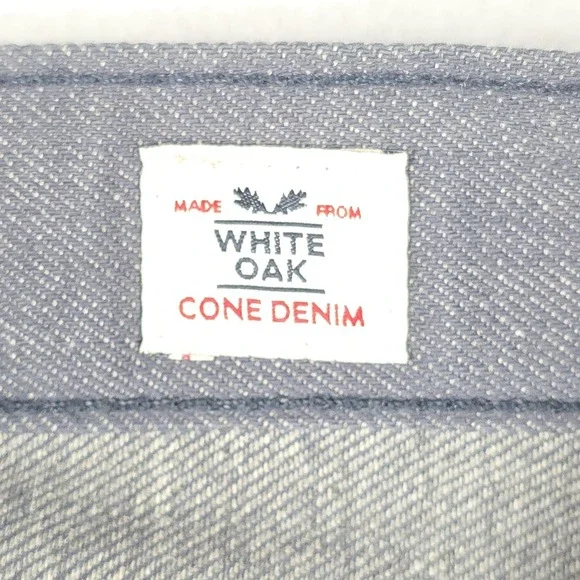 MADE FROM
WHITE
OAK
CONE DENIM